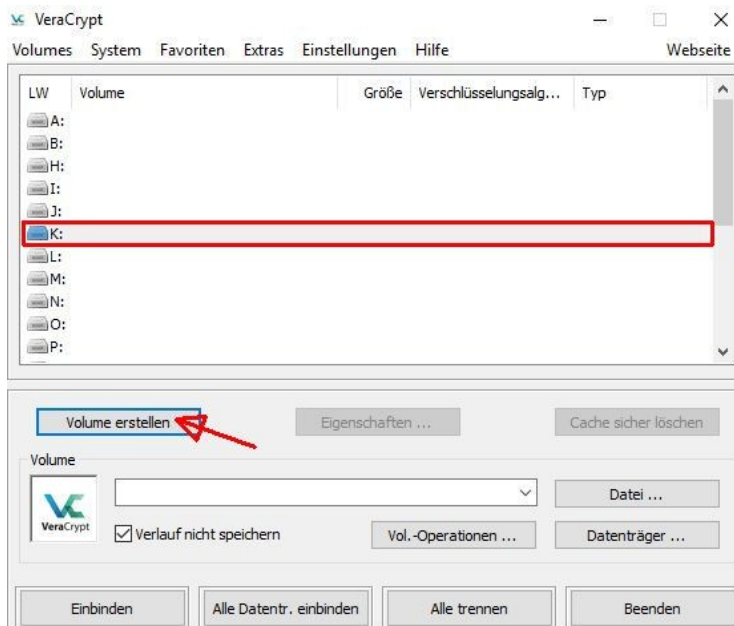 VeraCrypt
Volumes System Favoriten Extras Einstellungen Hilfe Webseite
LW Volume Größe Verschlüsselungsalg... Typ
A:
B:
H:
I:
J:
K:
L:
M:
N:
O:
P:
Volume erstellen Eigenschaften ... Cache sicher löschen
Volume
VeraCrypt
Datei ...
Verlauf nicht speichern Vol.-Operationen ... Datenträger ...
Einbinden Alle Datentr. einbinden Alle trennen Beenden